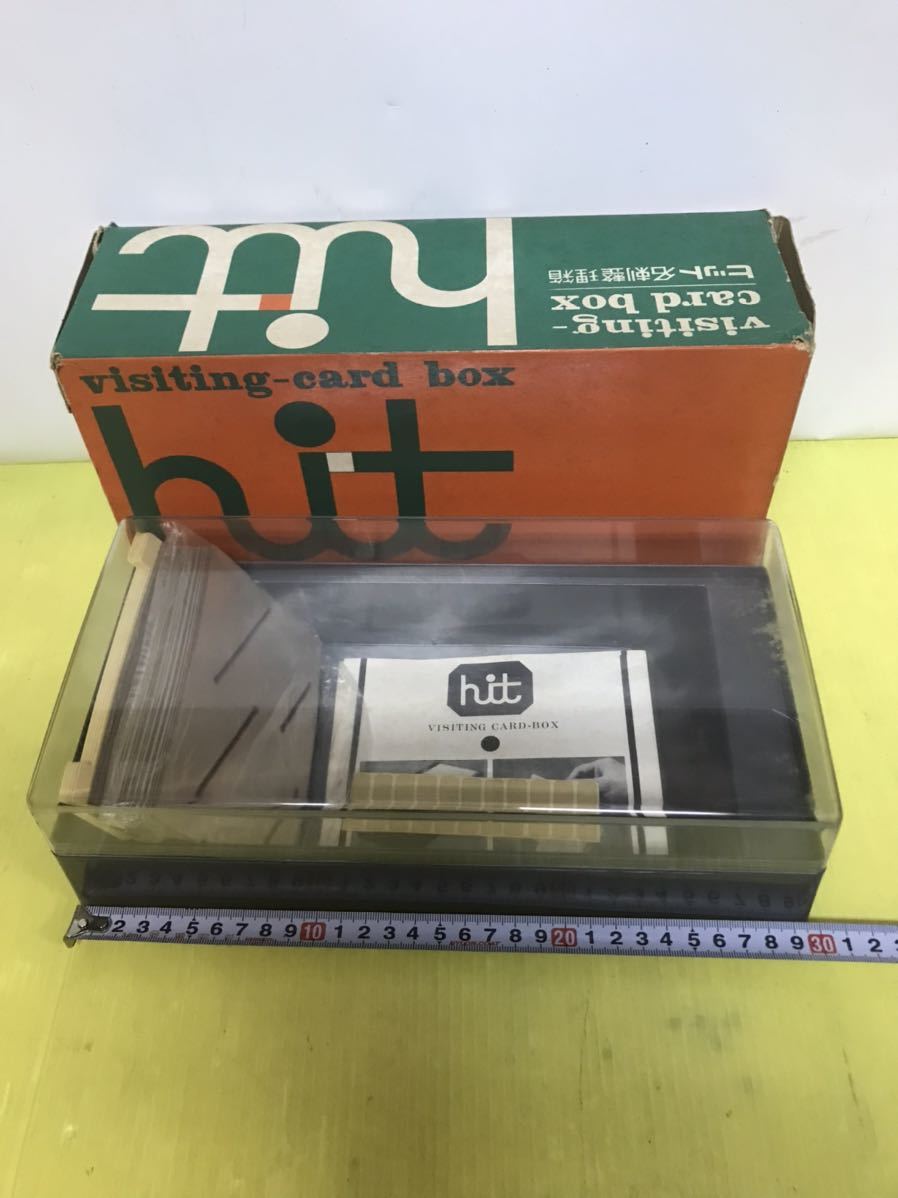 hit
visiting-
card box
ヒット名刺整理箱
visiting-card box
hit
hit
VISITING CARD-BOX
2 3 4 5 6 7 8 9 10 1 2 3 4 5 6 7 8 9 20 1 2 3 4 5 6 7 8 9 30 1 2 3